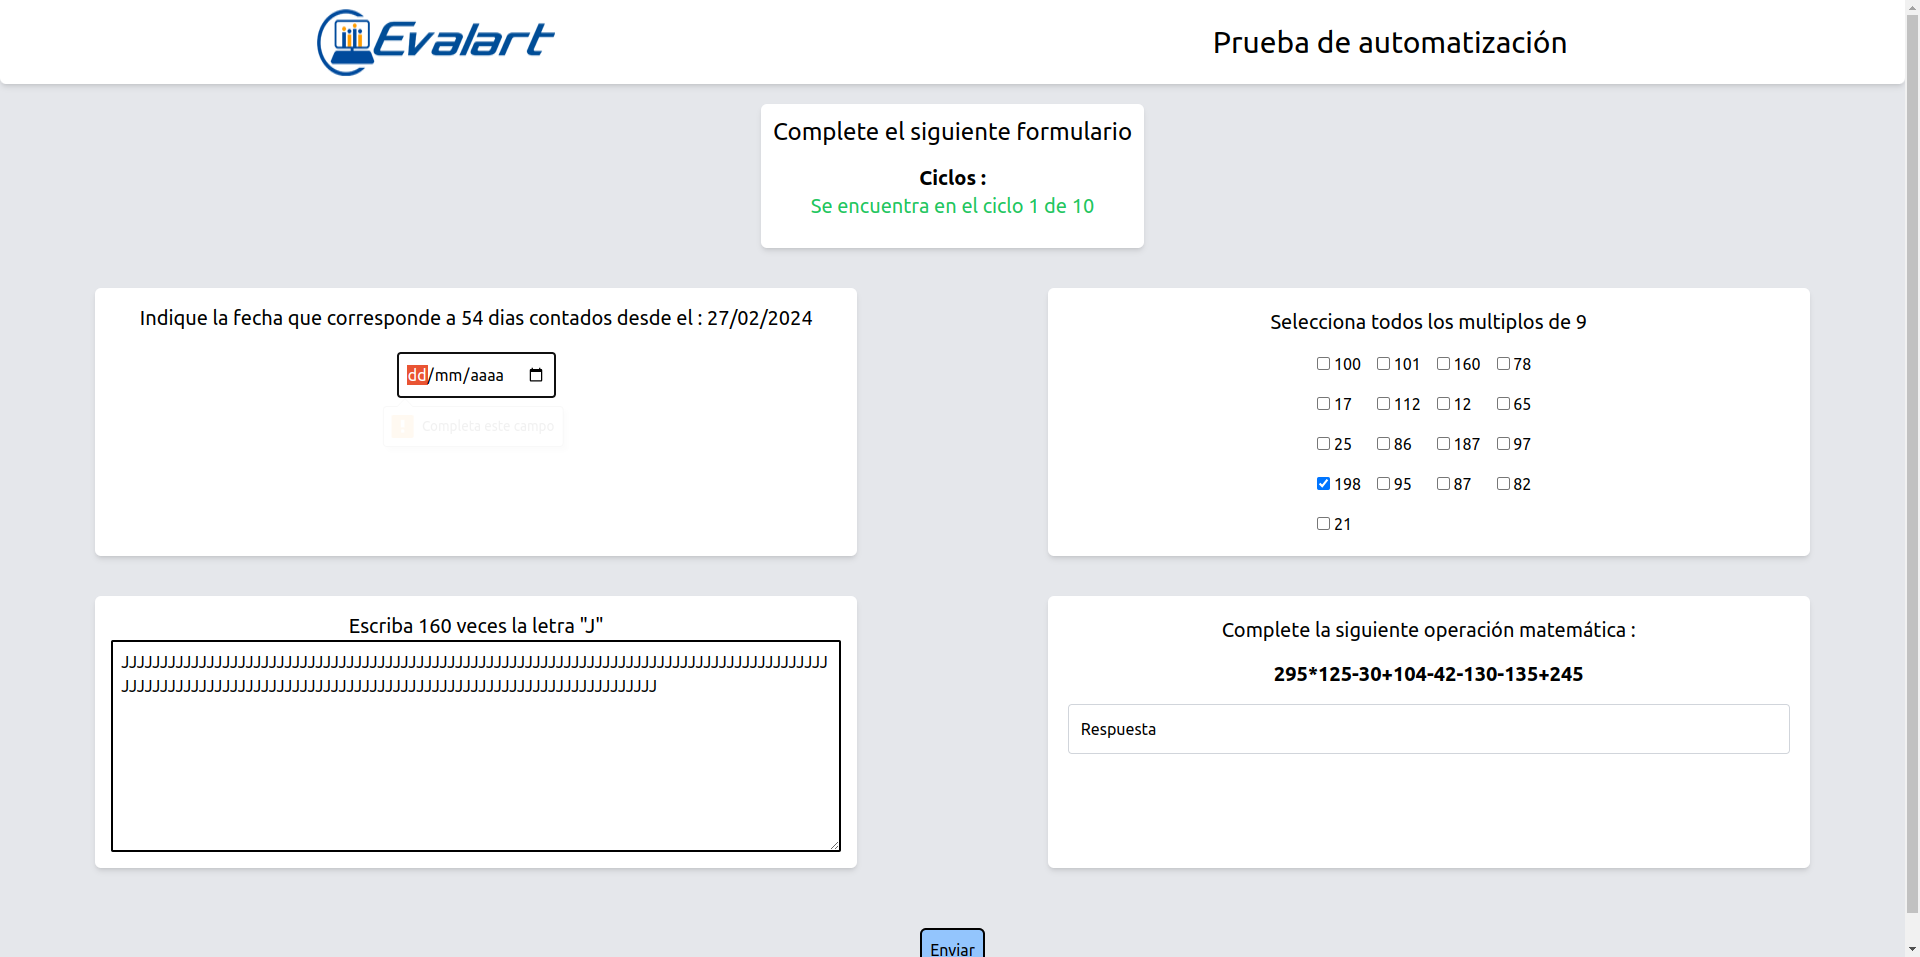 Evalart
Prueba de automatización
Complete el siguiente formulario
Ciclos :
Se encuentra en el ciclo 1 de 10
Indique la fecha que corresponde a 54 dias contados desde el : 27/02/2024
dd/mm/aaaa
Completa este campo
Selecciona todos los multiplos de 9
100 101 160 78
17 112 12 65
25 86 187 97
198 95 87 82
21
Escriba 160 veces la letra "J"
JJJJJJJJJJJJJJJJJJJJJJJJJJJJJJJJJJJJJJJJJJJJJJJJJJJJJJJJJJJJJJJJJJJJJJJJJJJJJJJJJJJJJJJJJJJ
JJJJJJJJJJJJJJJJJJJJJJJJJJJJJJJJJJJJJJJJJJJJJJJJJJJJJJJJJJJJJJJJJJJJJ
Complete la siguiente operación matemática :
295*125-30+104-42-130-135+245
Respuesta
Enviar